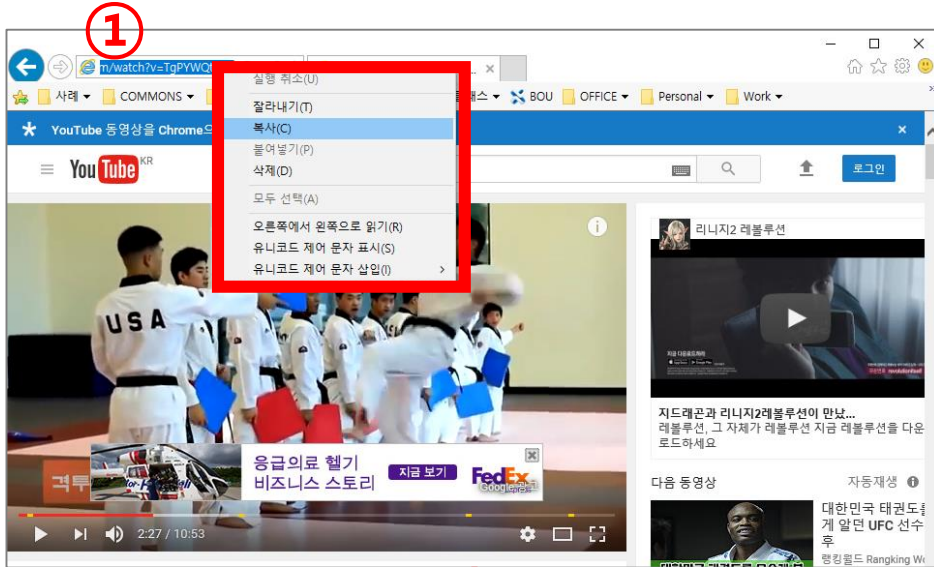 ①
m/watch?v=TgPYWQ
사례
COMMONS
BOU
OFFICE
Personal
Work
YouTube 동영상을 Chrome으
실행 취소(U)
잘라내기(T)
복사(C)
붙여넣기(P)
삭제(D)
모두 선택(A)
오른쪽에서 왼쪽으로 읽기(R)
유니코드 제어 문자 표시(S)
유니코드 제어 문자 삽입(I)
YouTube KR
로그인
USA
리니지2 레볼루션
지드래곤과 리니지2레볼루션이 만났...
레볼루션, 그 자체가 레볼루션 지금 레볼루션을 다운
로드하세요
격투
응급의료 헬기
비즈니스 스토리
지금 보기
FedEx
Google 광고
2:27 / 10:53
다음 동영상
자동재생
대한민국 태권도를
게 알던 UFC 선수
후
랭킹월드 Rangking Wo